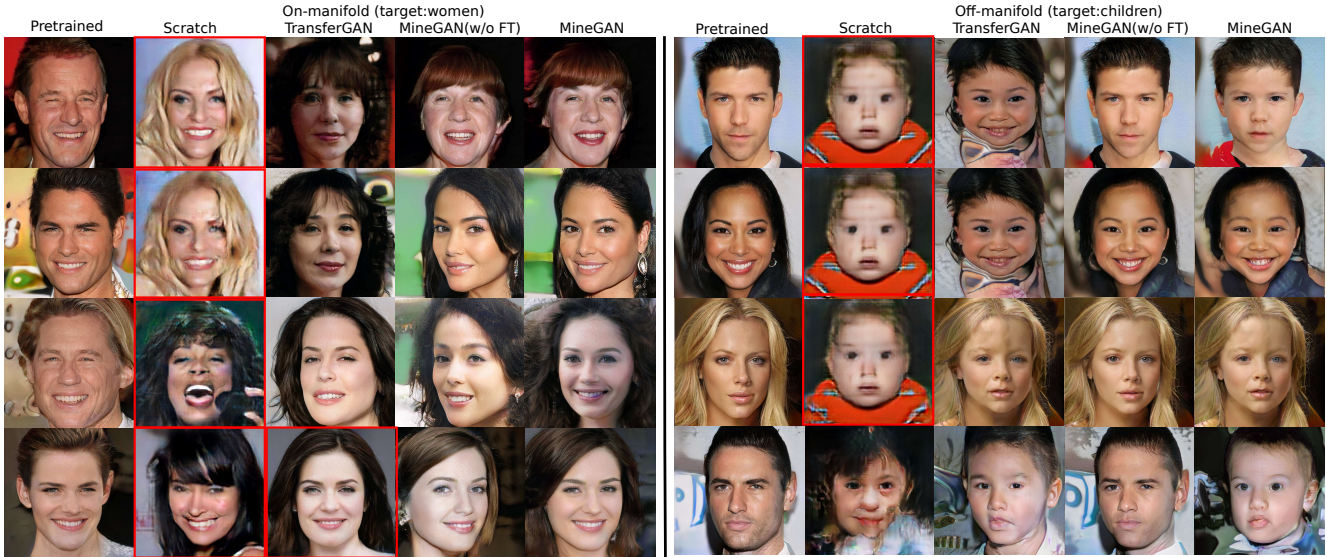 On-manifold (target:women)
Pretrained Scratch TransferGAN MineGAN(w/o FT) MineGAN
Off-manifold (target:children)
Pretrained Scratch TransferGAN MineGAN(w/o FT) MineGAN